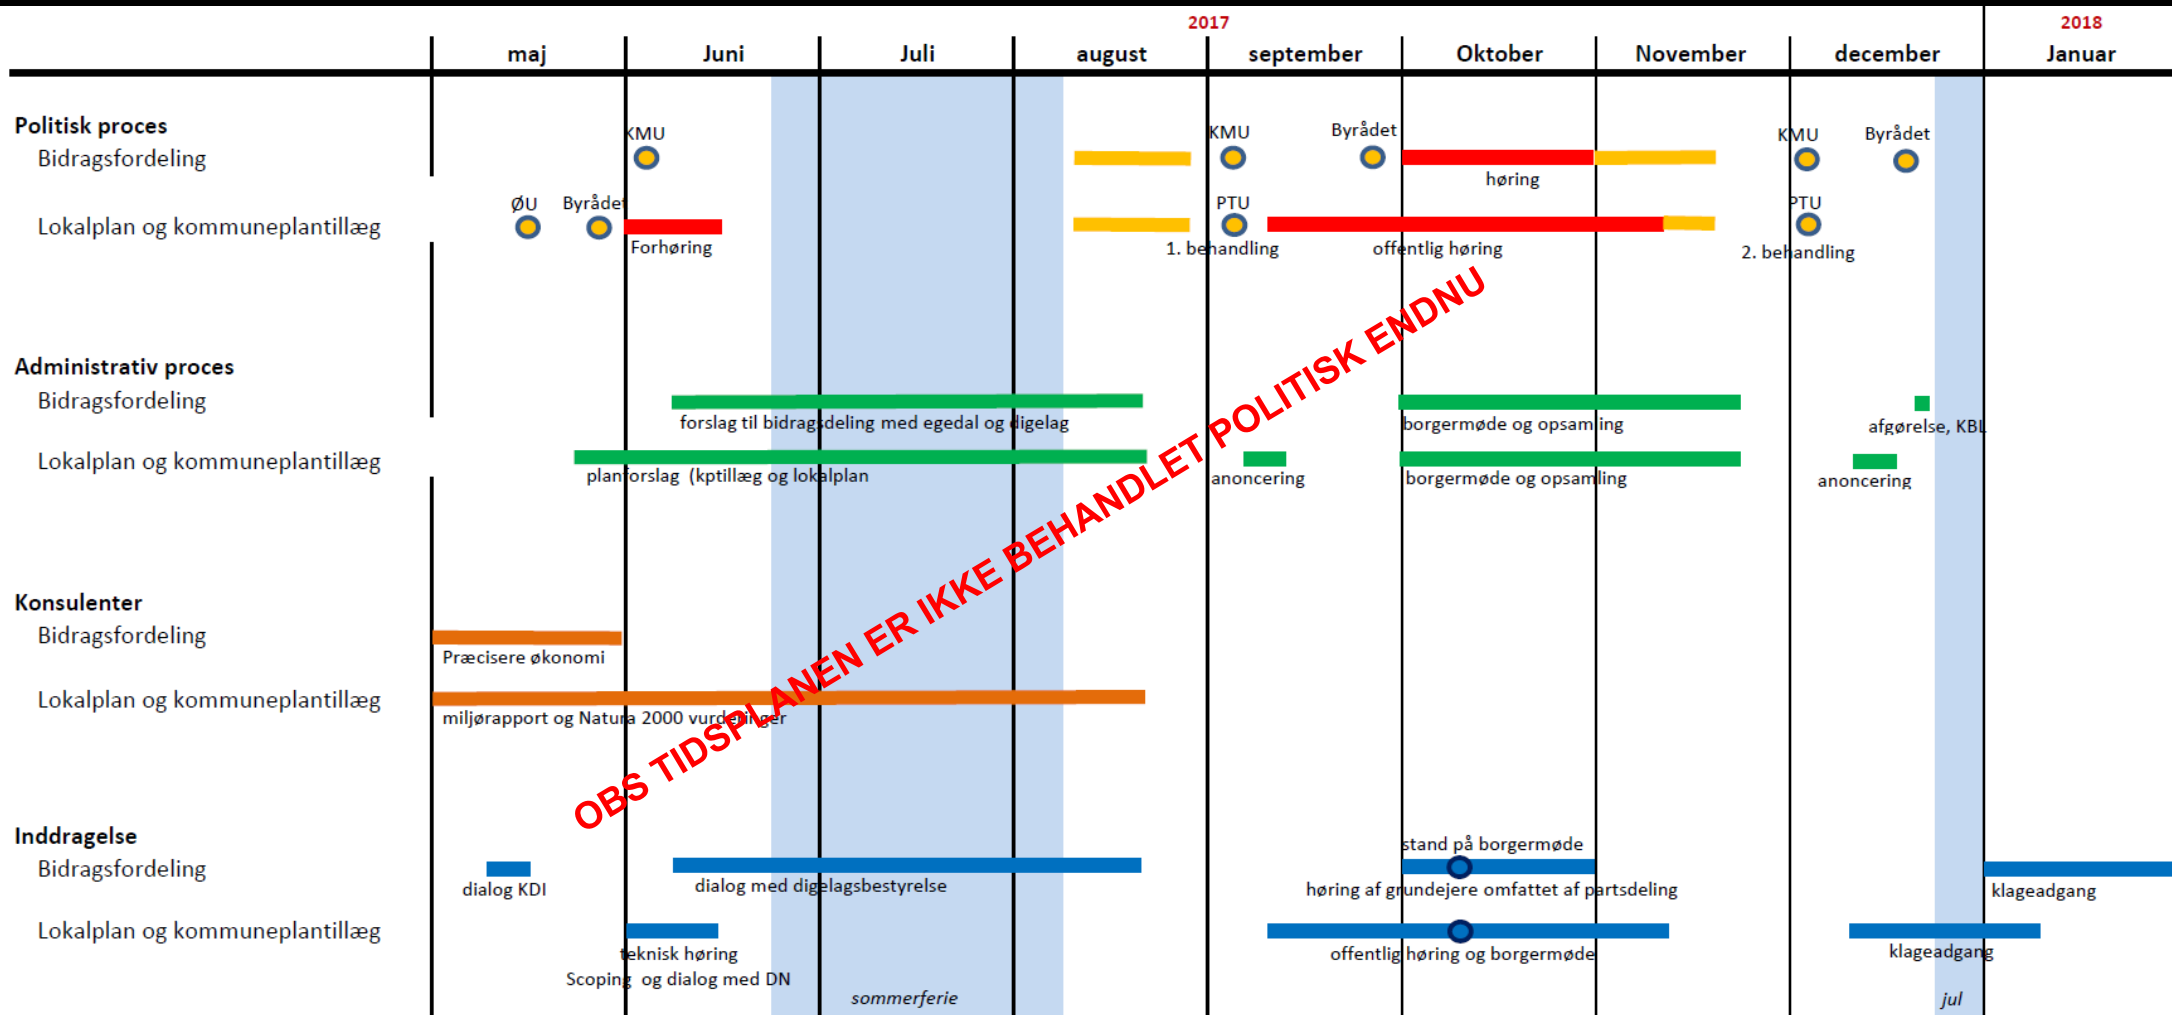 2017
2018
maj
Juni
Juli
august
september
Oktober
November
december
Januar
Politisk proces
KMU
KMU
Byrådet
KMU
Byrådet
Bidragsfordeling
høring
ØU
Byrådet
PTU
PTU
Lokalplan og kommuneplantillæg
Forhøring
1. behandling
offentlig høring
2. behandling
OBS TIDSPLANEN ER IKKE BEHANDLET POLITISK ENDNU
Administrativ proces
Bidragsfordeling
forslag til bidragsdeling med egedal og digelag
borgermøde og opsamling
afgørelse, KBL
Lokalplan og kommuneplantillæg
planforslag (kptillæg og lokalplan
anoncering
borgermøde og opsamling
anoncering
Konsulenter
Bidragsfordeling
Præcisere økonomi
Lokalplan og kommuneplantillæg
miljørapport og Natura 2000 vurderinger
Inddragelse
stand på borgermøde
Bidragsfordeling
dialog KDI
dialog med digelagsbestyrelse
høring af grundejere omfattet af partsdeling
klageadgang
Lokalplan og kommuneplantillæg
teknisk høring
Scoping og dialog med DN
offentlig høring og borgermøde
klageadgang
sommerferie
jul